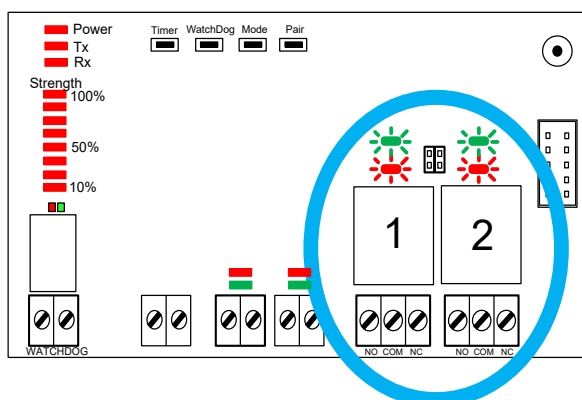 Power
Tx
Rx
Timer WatchDog Mode Pair
Strength
100%
50%
10%
1 2
NO COM NC NO COM NC
WATCHDOG